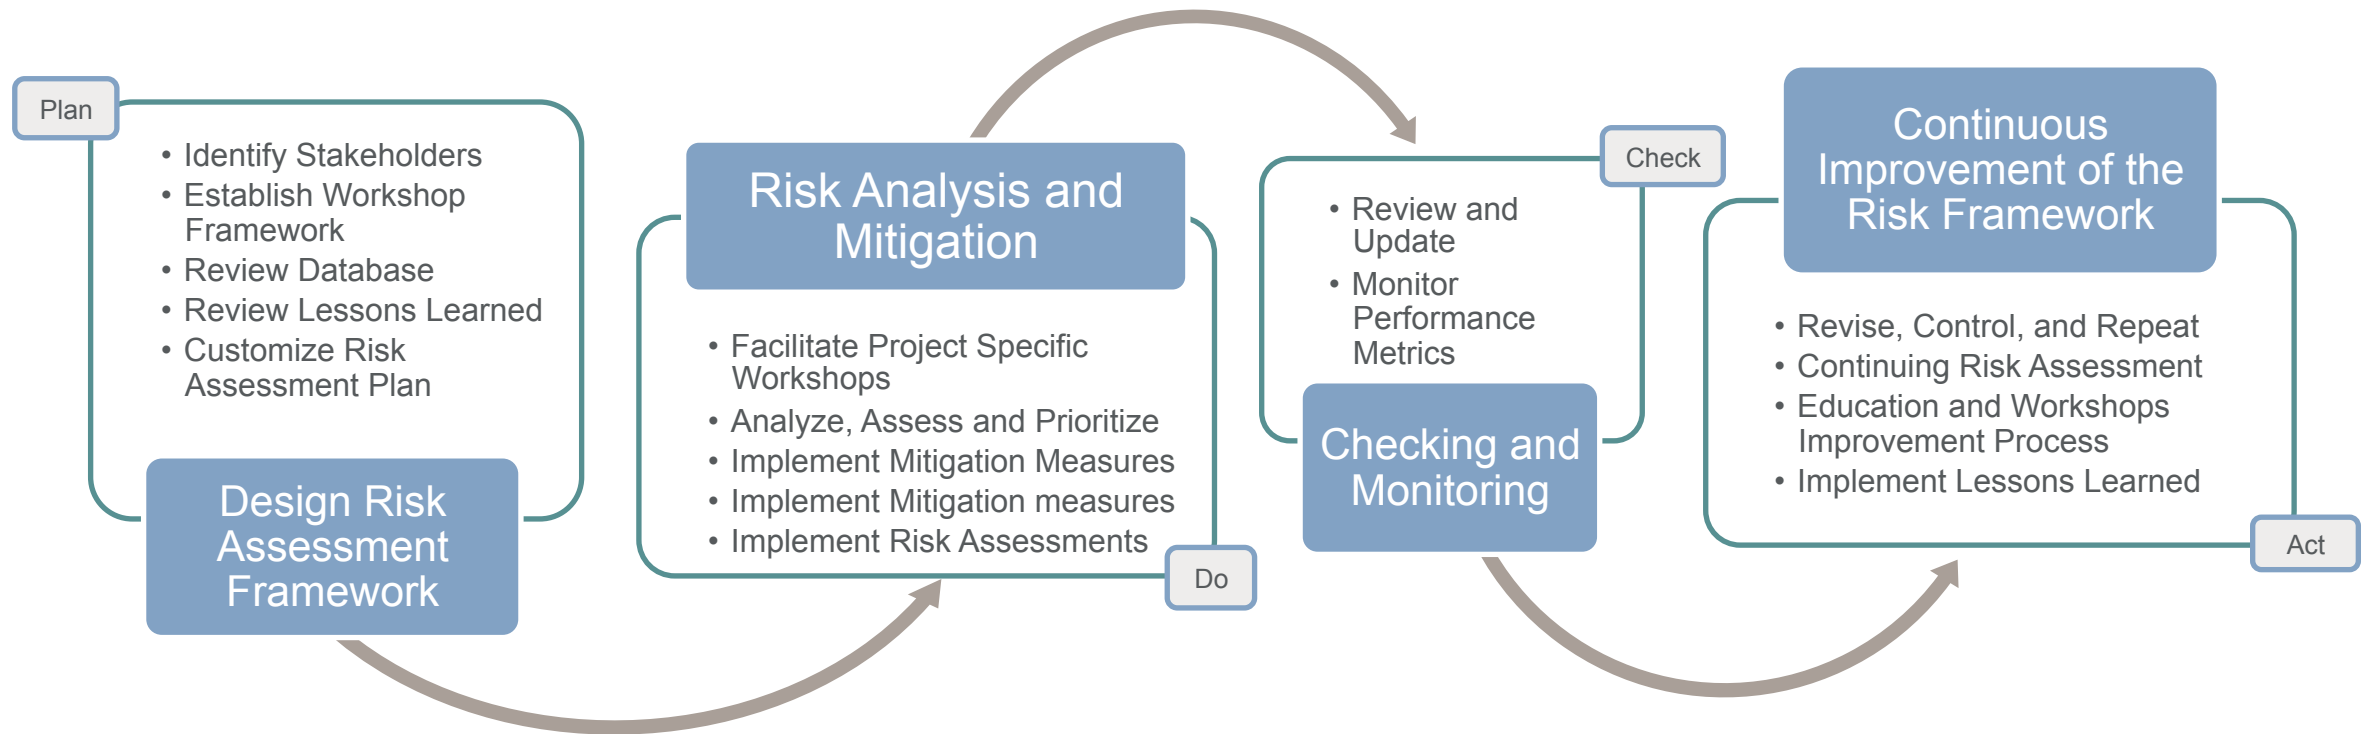 Plan
• Identify Stakeholders
• Establish Workshop
Framework
• Review Database
• Review Lessons Learned
• Customize Risk
Assessment Plan
Design Risk
Assessment
Framework
Risk Analysis and
Mitigation
• Facilitate Project Specific
Workshops
• Analyze, Assess and Prioritize
• Implement Mitigation Measures
• Implement Mitigation measures
• Implement Risk Assessments
Do
Check
• Review and
Update
• Monitor
Performance
Metrics
Checking and
Monitoring
Continuous
Improvement of the
Risk Framework
• Revise, Control, and Repeat
• Continuing Risk Assessment
• Education and Workshops
Improvement Process
• Implement Lessons Learned
Act